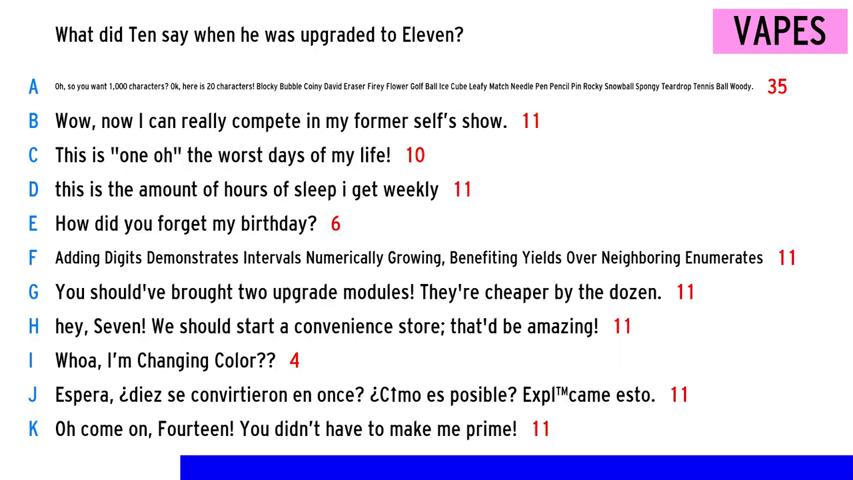 What did Ten say when he was upgraded to Eleven?
VAPES
A Oh, so you want 1,000 characters? Ok, here is 20 characters! Blocky Bubble Coiny David Eraser Firey Flower Golf Ball Ice Cube Leafy Match Needle Pen Pencil Pin Rocky Snowball Spongy Teardrop Tennis Ball Woody. 35
B Wow, now I can really compete in my former self’s show. 11
C This is "one oh" the worst days of my life! 10
D this is the amount of hours of sleep i get weekly 11
E How did you forget my birthday? 6
F Adding Digits Demonstrates Intervals Numerically Growing, Benefiting Yields Over Neighboring Enumerates 11
G You should've brought two upgrade modules! They're cheaper by the dozen. 11
H hey, Seven! We should start a convenience store; that'd be amazing! 11
I Whoa, I’m Changing Color?? 4
J Espera, ¿diez se convirtieron en once? ¿C↑mo es posible? Expl™came esto. 11
K Oh come on, Fourteen! You didn’t have to make me prime! 11